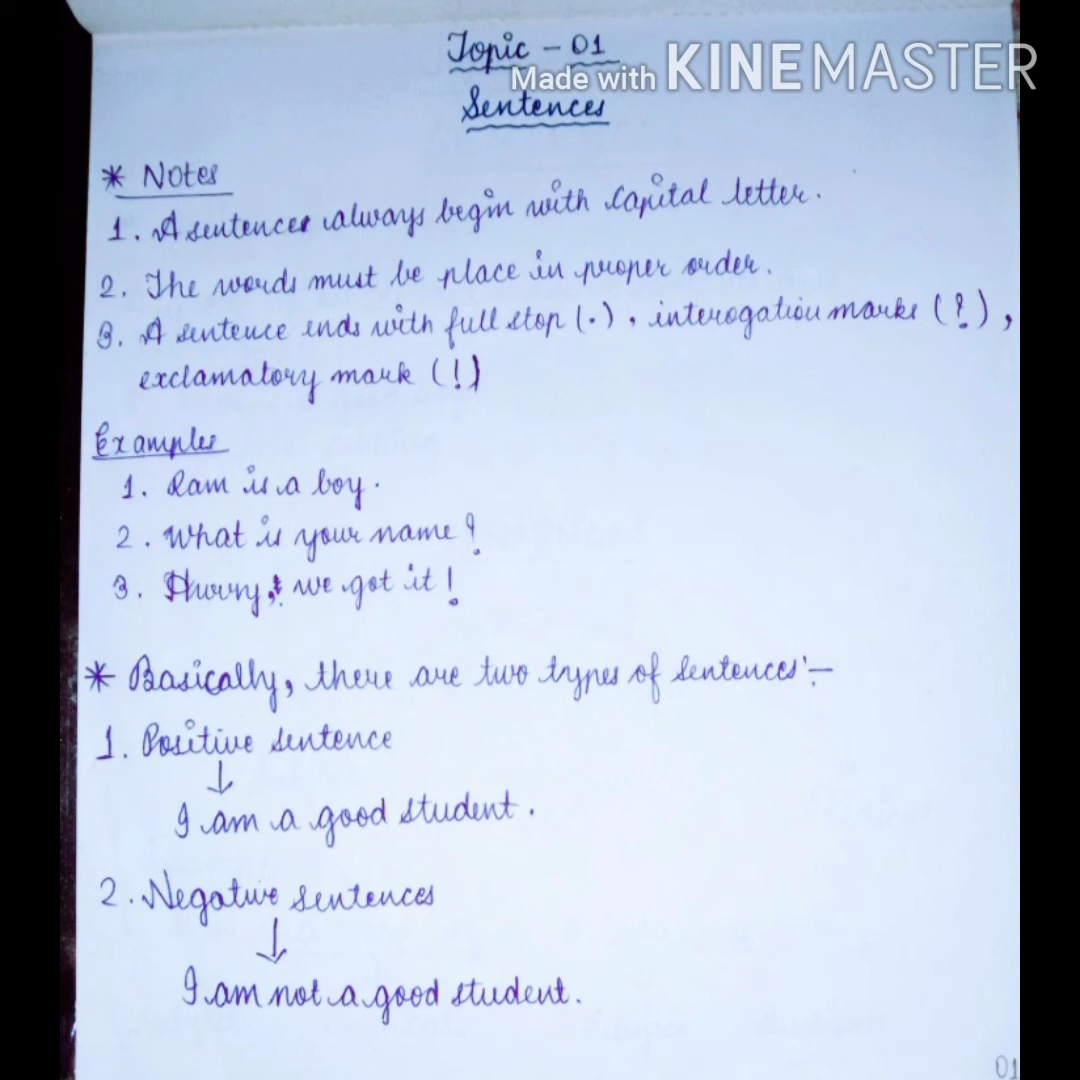 Topic - 01
Made with KINEMASTER
Sentences
* Notes
1. A sentences always begin with capital letter.
2. The words must be place in proper order.
3. A sentence ends with full stop (.), interogation marks (?),
exclamatory mark (!)
Examples
1. Ram is a boy.
2. What is your name?
3. Hurry, we got it!
* Basically, there are two types of sentences:-
1. Positive sentence
↓
I am a good student.
2. Negative sentences
↓
I am not a good student.
01